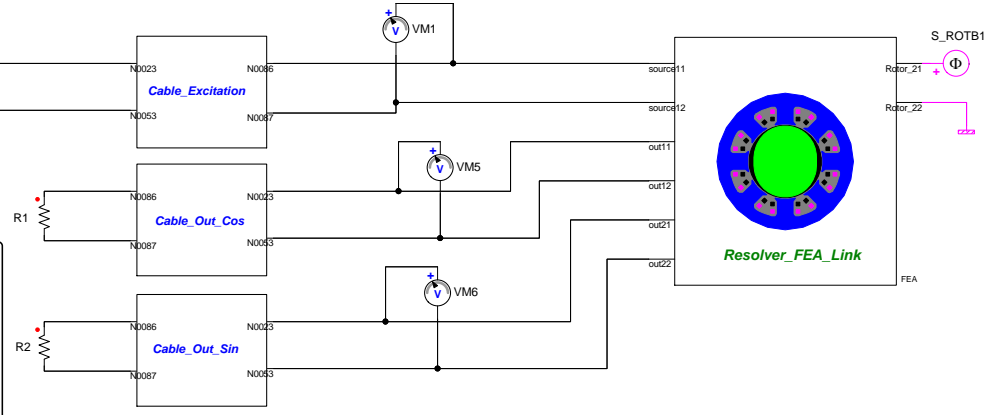 +
V
VM1
S_ROTB1
N0023
N0086
source11
Rotor_21
Φ
+
Cable_Excitation
N0053
N0087
source12
Rotor_22
+
V
VM5
out11
N0086
N0023
out12
R1
Cable_Out_Cos
N0087
N0053
out21
Resolver_FEA_Link
out22
FEA
+
V
VM6
N0086
N0023
R2
Cable_Out_Sin
N0087
N0053